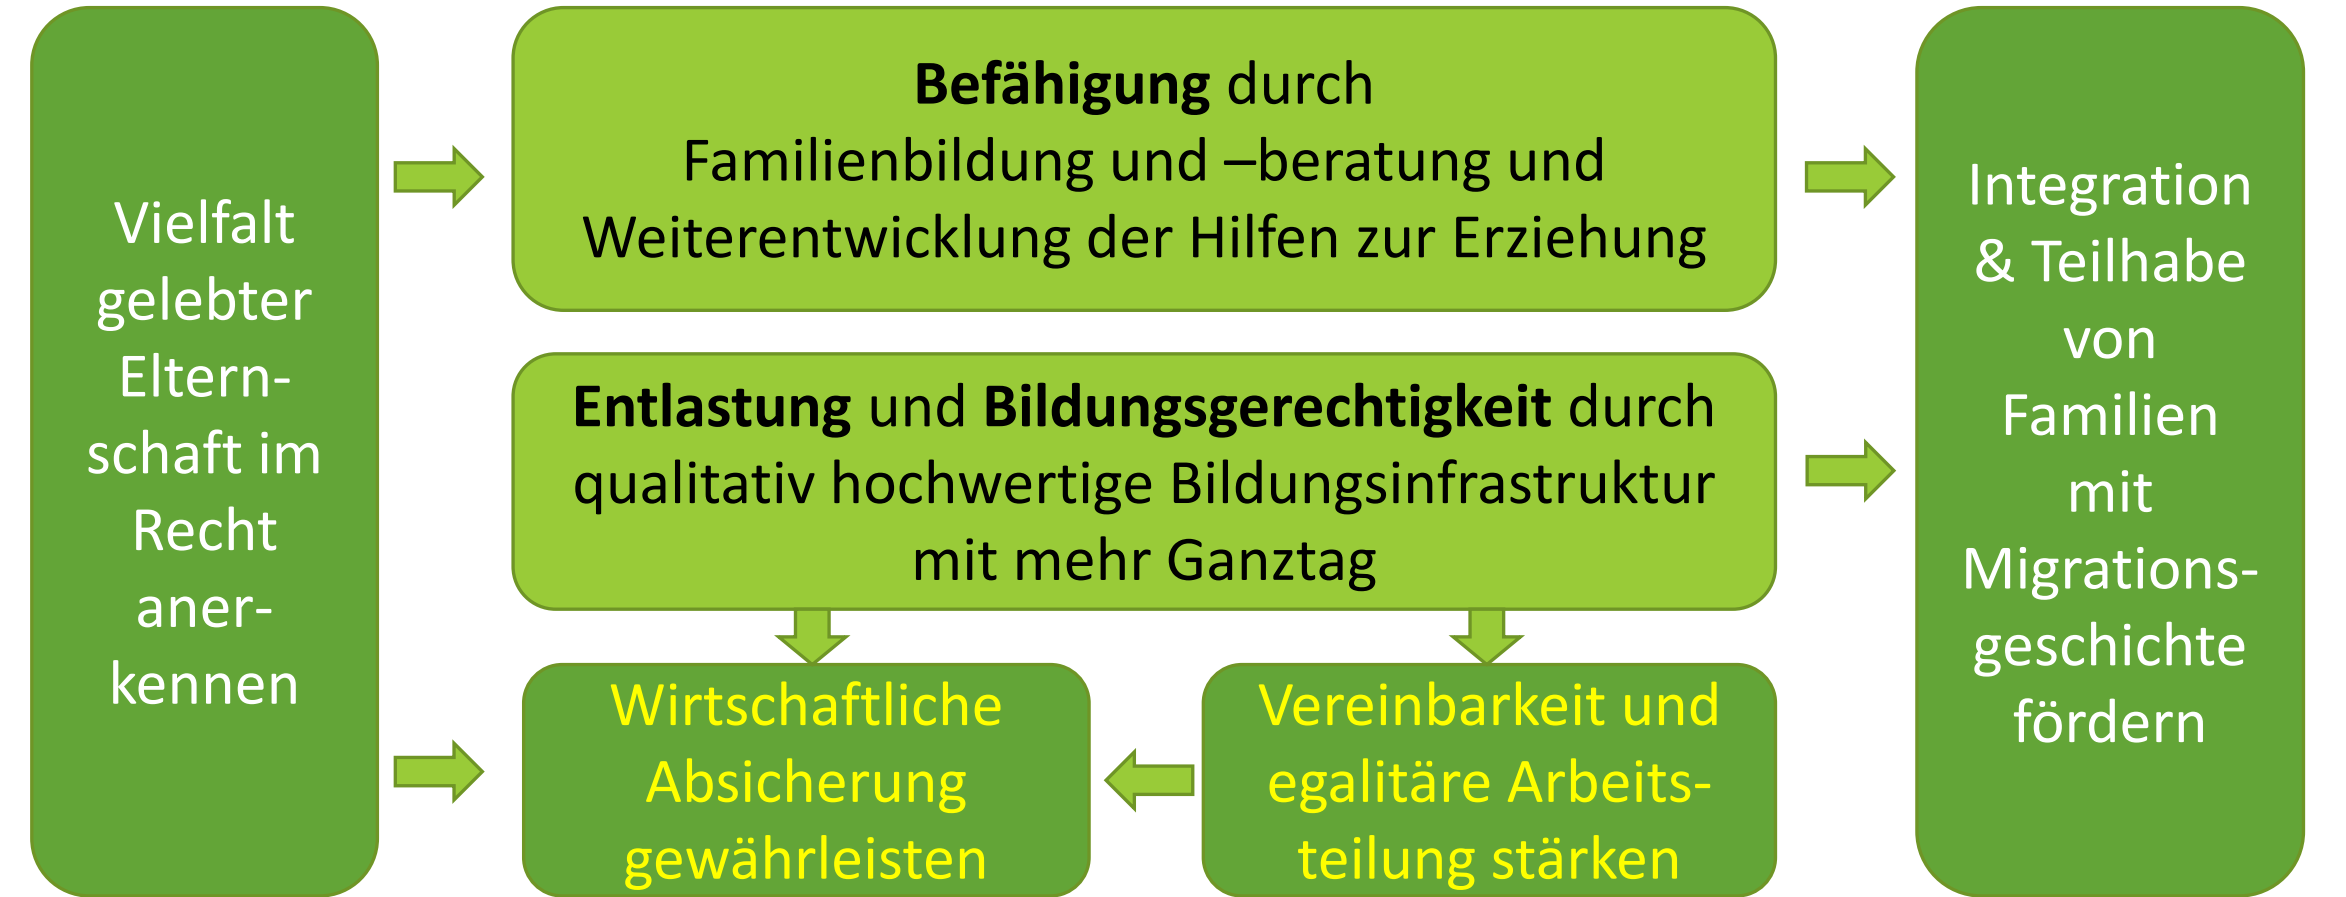 Vielfalt
gelebter
Eltern-
schaft im
Recht
aner-
kennen
Befähigung durch
Familienbildung und –beratung und
Weiterentwicklung der Hilfen zur Erziehung
Entlastung und Bildungsgerechtigkeit durch
qualitativ hochwertige Bildungsinfrastruktur
mit mehr Ganztag
Wirtschaftliche
Absicherung
gewährleisten
Vereinbarkeit und
egalitäre Arbeits-
teilung stärken
Integration
& Teilhabe
von
Familien
mit
Migrations-
geschichte
fördern